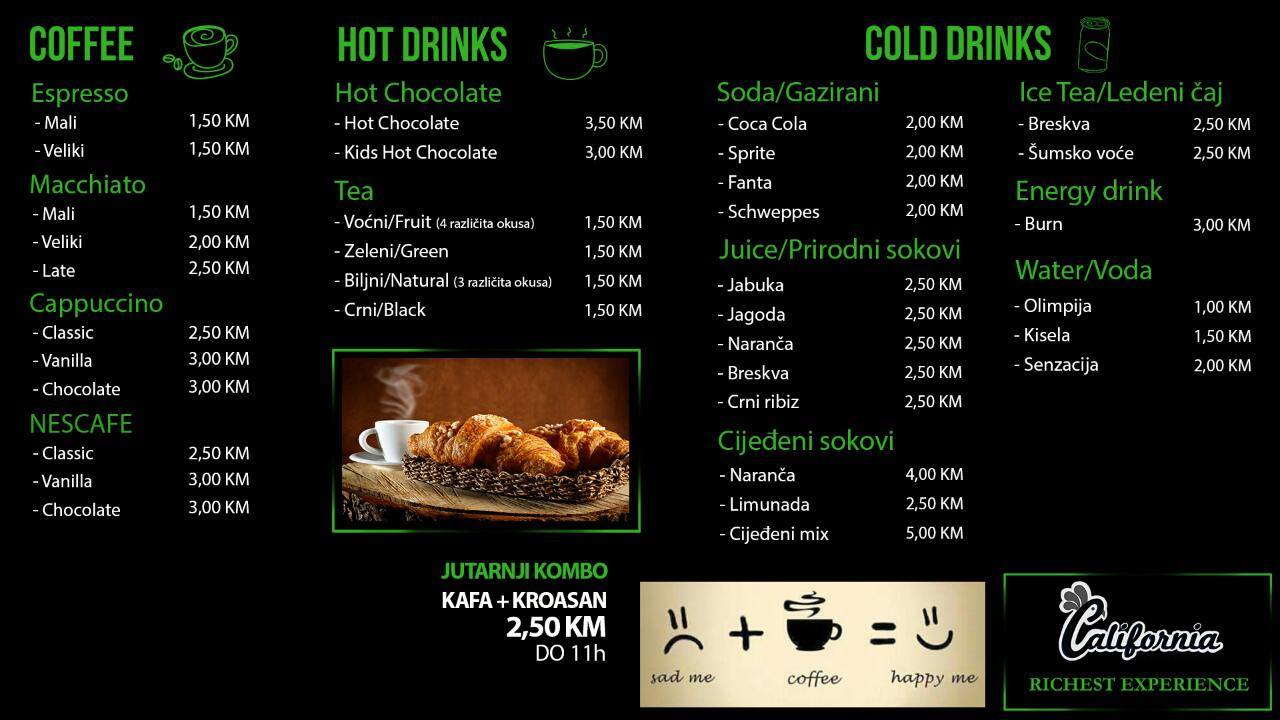 COFFEE
Espresso
- Mali 1,50 KM
- Veliki 1,50 KM
Macchiato
- Mali 1,50 KM
- Veliki 2,00 KM
- Late 2,50 KM
Cappuccino
- Classic 2,50 KM
- Vanilla 3,00 KM
- Chocolate 3,00 KM
NESCAFE
- Classic 2,50 KM
- Vanilla 3,00 KM
- Chocolate 3,00 KM
HOT DRINKS
Hot Chocolate
- Hot Chocolate 3,50 KM
- Kids Hot Chocolate 3,00 KM
Tea
- Voćni/Fruit (4 različita okusa) 1,50 KM
- Zeleni/Green 1,50 KM
- Biljni/Natural (3 različita okusa) 1,50 KM
- Crni/Black 1,50 KM
JUTARNJI KOMBO
KAFA + KROASAN
2,50 KM
DO 11h
COLD DRINKS
Soda/Gazirani
- Coca Cola 2,00 KM
- Sprite 2,00 KM
- Fanta 2,00 KM
- Schweppes 2,00 KM
Juice/Prirodni sokovi
- Jabuka 2,50 KM
- Jagoda 2,50 KM
- Naranča 2,50 KM
- Breskva 2,50 KM
- Crni ribiz 2,50 KM
Cijeđeni sokovi
- Naranča 4,00 KM
- Limunada 2,50 KM
- Cijeđeni mix 5,00 KM
Ice Tea/Ledeni čaj
- Breskva 2,50 KM
- Šumsko voće 2,50 KM
Energy drink
- Burn 3,00 KM
Water/Voda
- Olimpija 1,00 KM
- Kisela 1,50 KM
- Senzacija 2,00 KM
+ =
sad me coffee happy me
California
RICHEST EXPERIENCE